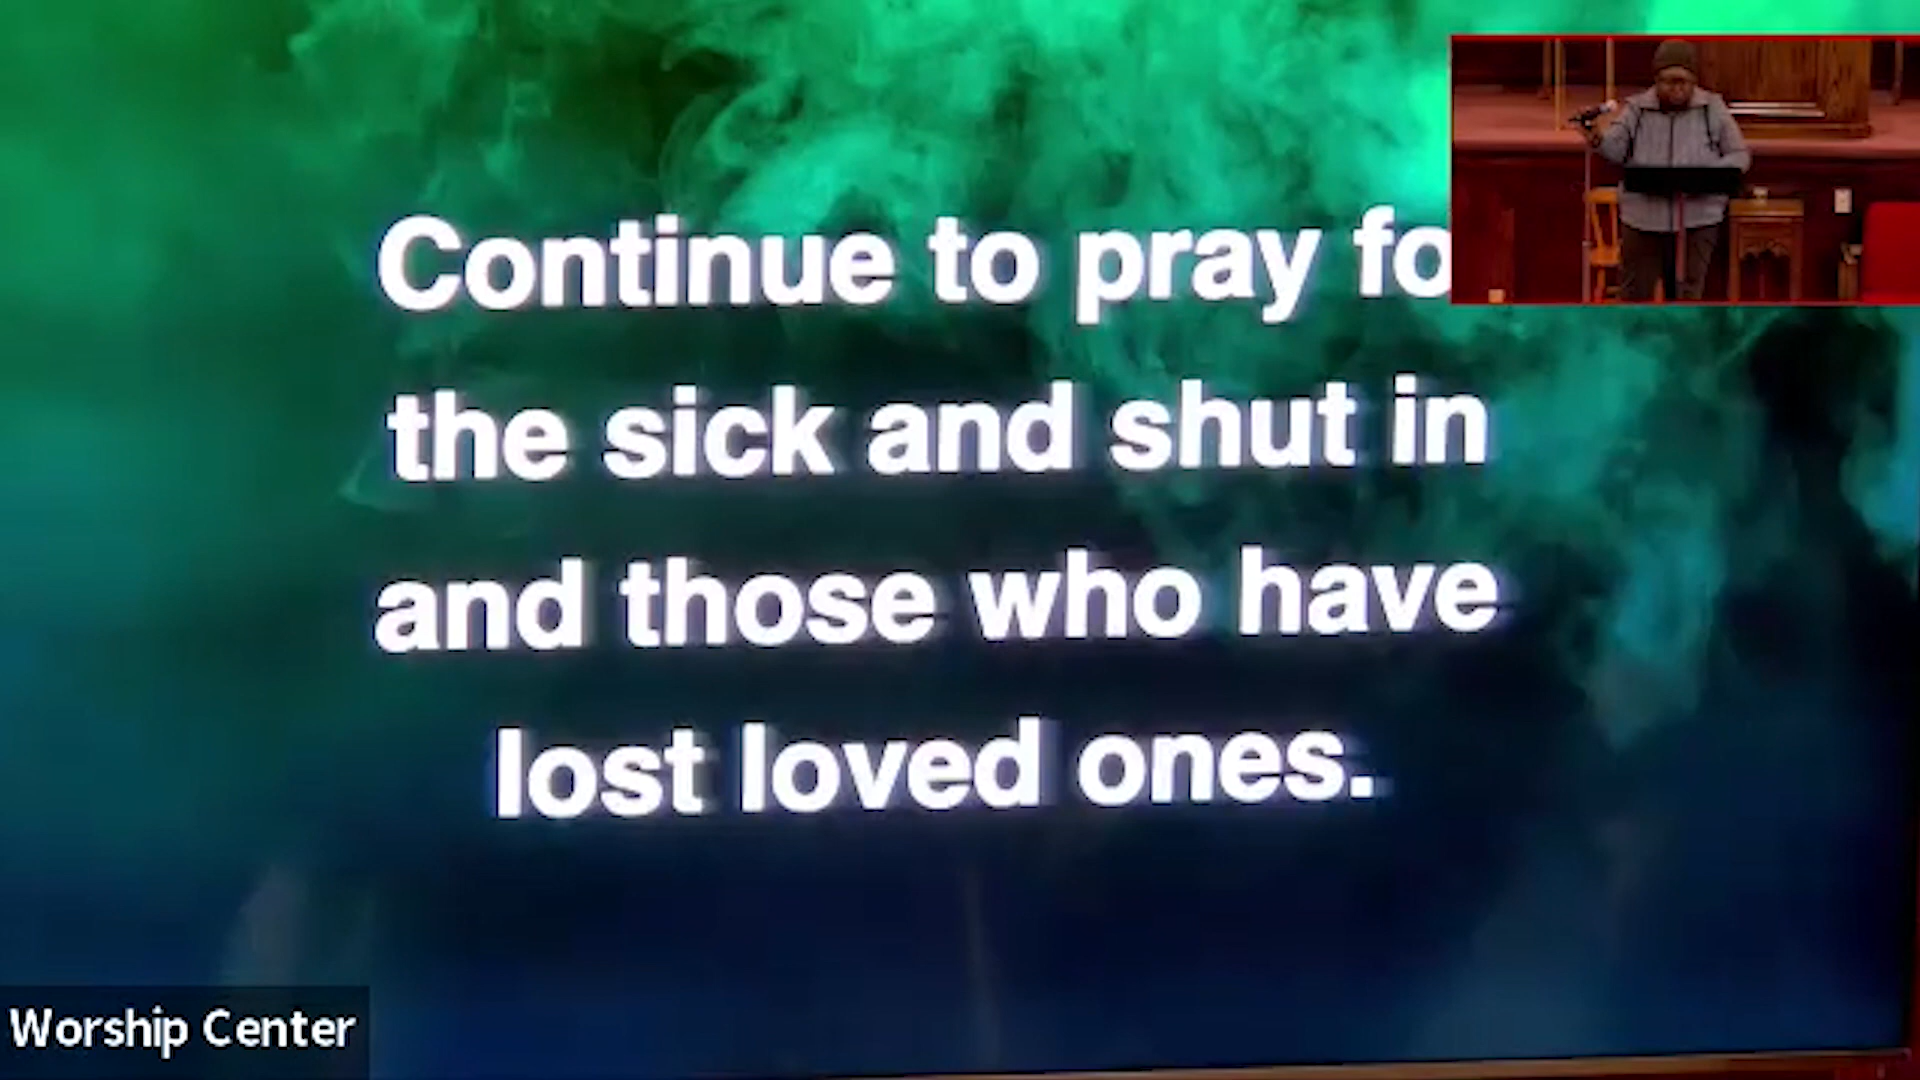 Continue to pray fo
the sick and shut in
and those who have
lost loved ones.
Worship Center